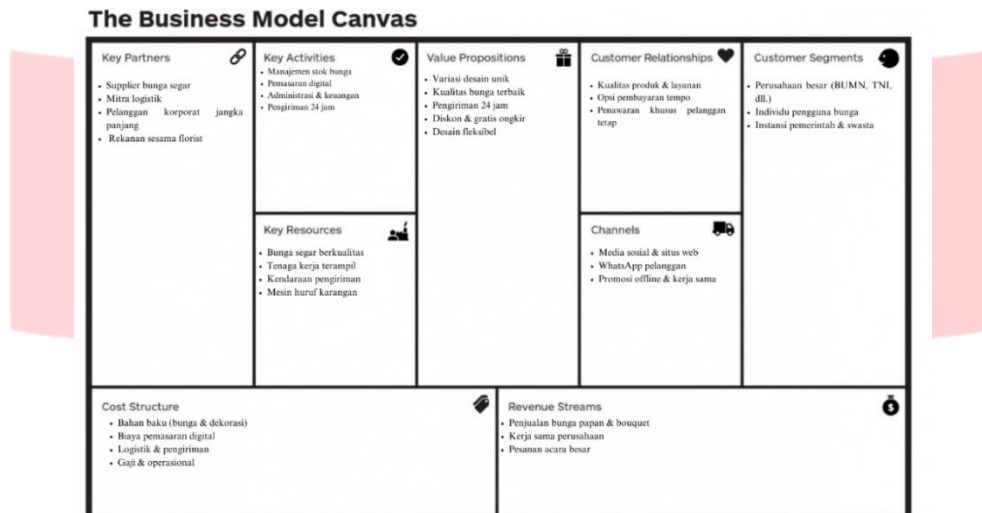 The Business Model Canvas
Key Partners
• Supplier bunga segar
• Mitra logistik
• Pelanggan korporat jangka
panjang
• Rekanan sesama florist
Key Activities
• Manajemen stok bunga
• Pemasaran digital
• Administrasi & keuangan
• Pengiriman 24 jam
Key Resources
• Bunga segar berkualitas
• Tenaga kerja terampil
• Kendaraan pengiriman
• Mesin huruf karangan
Value Propositions
• Variasi desain unik
• Kualitas bunga terbaik
• Pengiriman 24 jam
• Diskon & gratis ongkir
• Desain fleksibel
Customer Relationships
• Kualitas produk & layanan
• Opsi pembayaran tempo
• Penawaran khusus pelanggan
tetap
Channels
• Media sosial & situs web
• WhatsApp pelanggan
• Promosi offline & kerja sama
Customer Segments
• Perusahaan besar (BUMN, TNI,
dll.)
• Individu pengguna bunga
• Instansi pemerintah & swasta
Cost Structure
• Bahan baku (bunga & dekorasi)
• Biaya pemasaran digital
• Logistik & pengiriman
• Gaji & operasional
Revenue Streams
• Penjualan bunga papan & bouquet
• Kerja sama perusahaan
• Pesanan acara besar